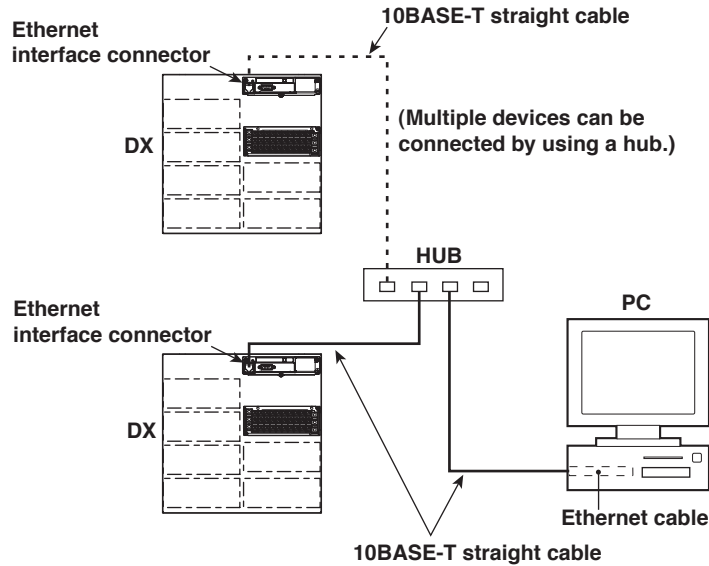 10BASE-T straight cable
Ethernet
interface connector
(Multiple devices can be
connected by using a hub.)
DX
HUB
Ethernet
interface connector
PC
DX
Ethernet cable
10BASE-T straight cable